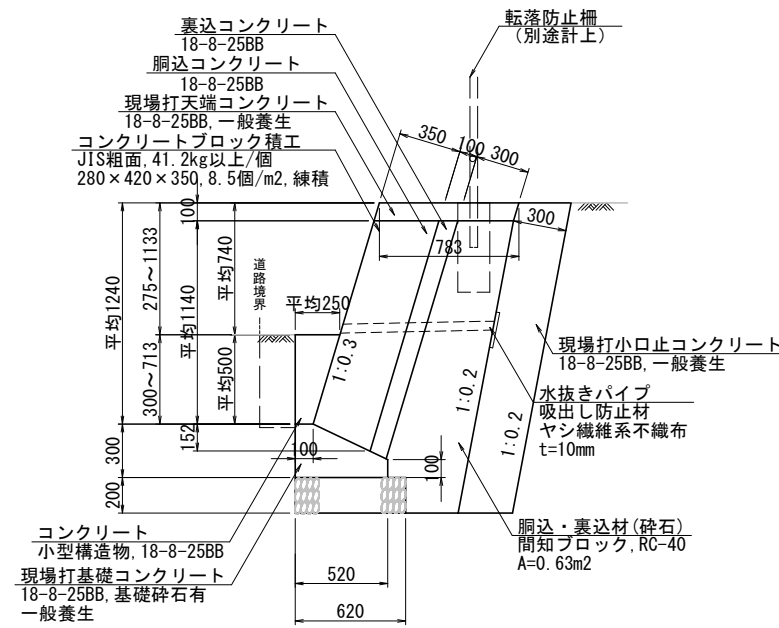 裏込コンクリート
18-8-25BB
胴込コンクリート
18-8-25BB
現場打天端コンクリート
18-8-25BB, 一般養生
コンクリートブロック積工
JIS粗面, 41.2kg以上/個
280×420×350, 8.5個/m2, 練積
転落防止柵
(別途計上)
350
100
300
100
300
783
平均1240
275～1133
平均1140
平均740
道路境界
平均250
300～713
平均500
1:0.3
1:0.2
1:0.2
現場打小口止コンクリート
18-8-25BB, 一般養生
水抜きパイプ
吸出し防止材
ヤシ繊維系不織布
t=10mm
300
152
100
100
200
コンクリート
小型構造物, 18-8-25BB
現場打基礎コンクリート
18-8-25BB, 基礎砕石有
一般養生
520
620
胴込・裏込材(砕石)
間知ブロック, RC-40
A=0.63m2